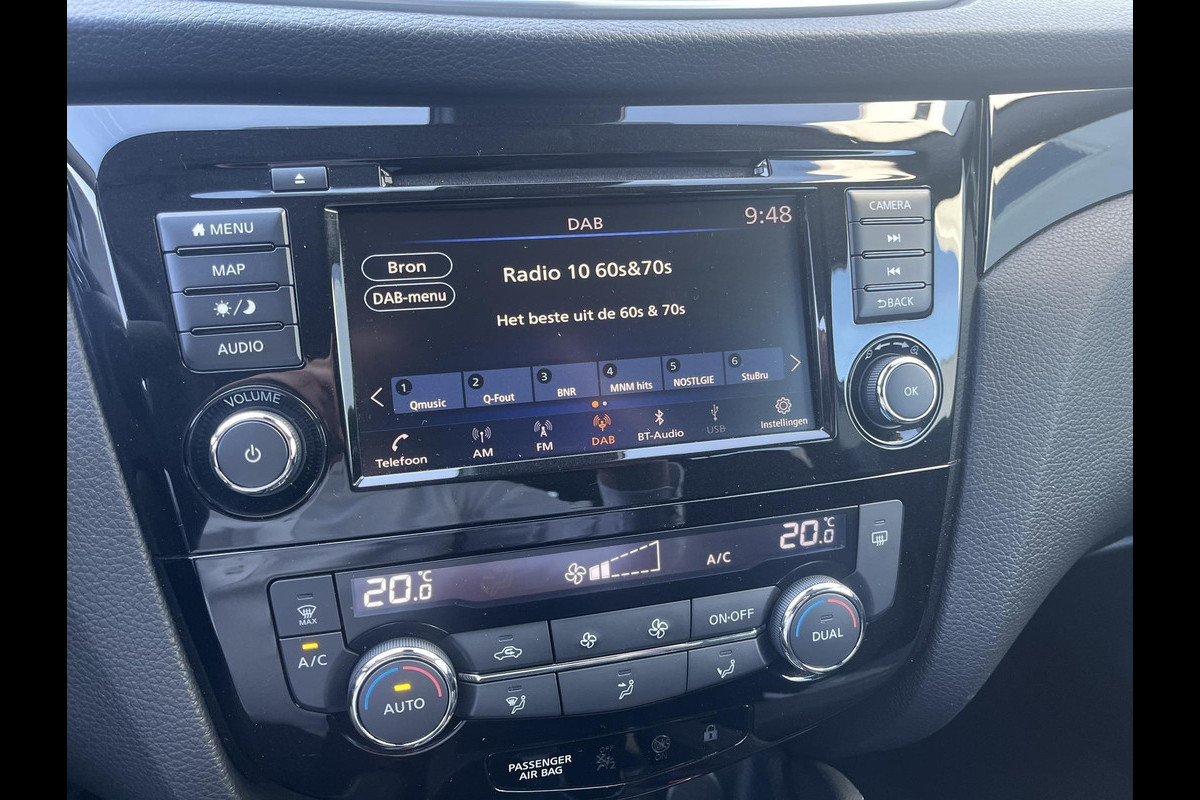 MENU
MAP
AUDIO
VOLUME
DAB
9:48
Bron
DAB-menu
Radio 10 60s&70s
Het beste uit de 60s & 70s
1 Qmusic
2 Q-Fout
3 BNR
4 MNM hits
5 NOSTLGIE
6 StuBru
Telefoon
AM
FM
DAB
BT-Audio
USB
Instellingen
CAMERA
BACK
OK
20.0 °C
A/C
20.0 °C
MAX
A/C
AUTO
ON·OFF
DUAL
PASSENGER
AIR BAG
OFF
ON